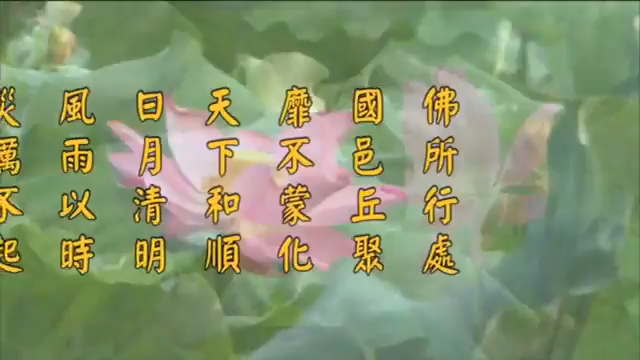 佛所行處
國邑丘聚
靡不蒙化
天下和順
日月清明
風雨以時
災厲不起